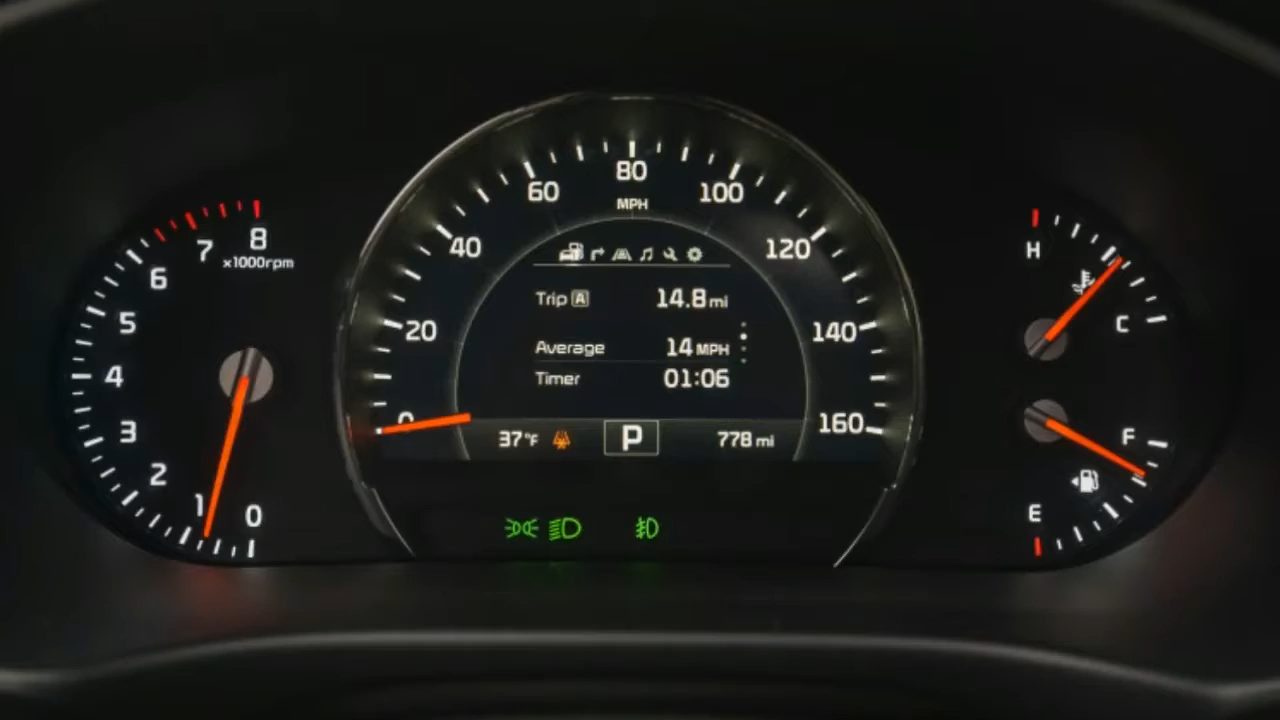 80
60 100
MPH
40 120
8
7
x1000rpm
6
5
4
3
2
1
0
Trip A 14.8 mi
20 140
Average 14 MPH
Timer 01:06
0 160
37°F P 778 mi
H
C
F
E